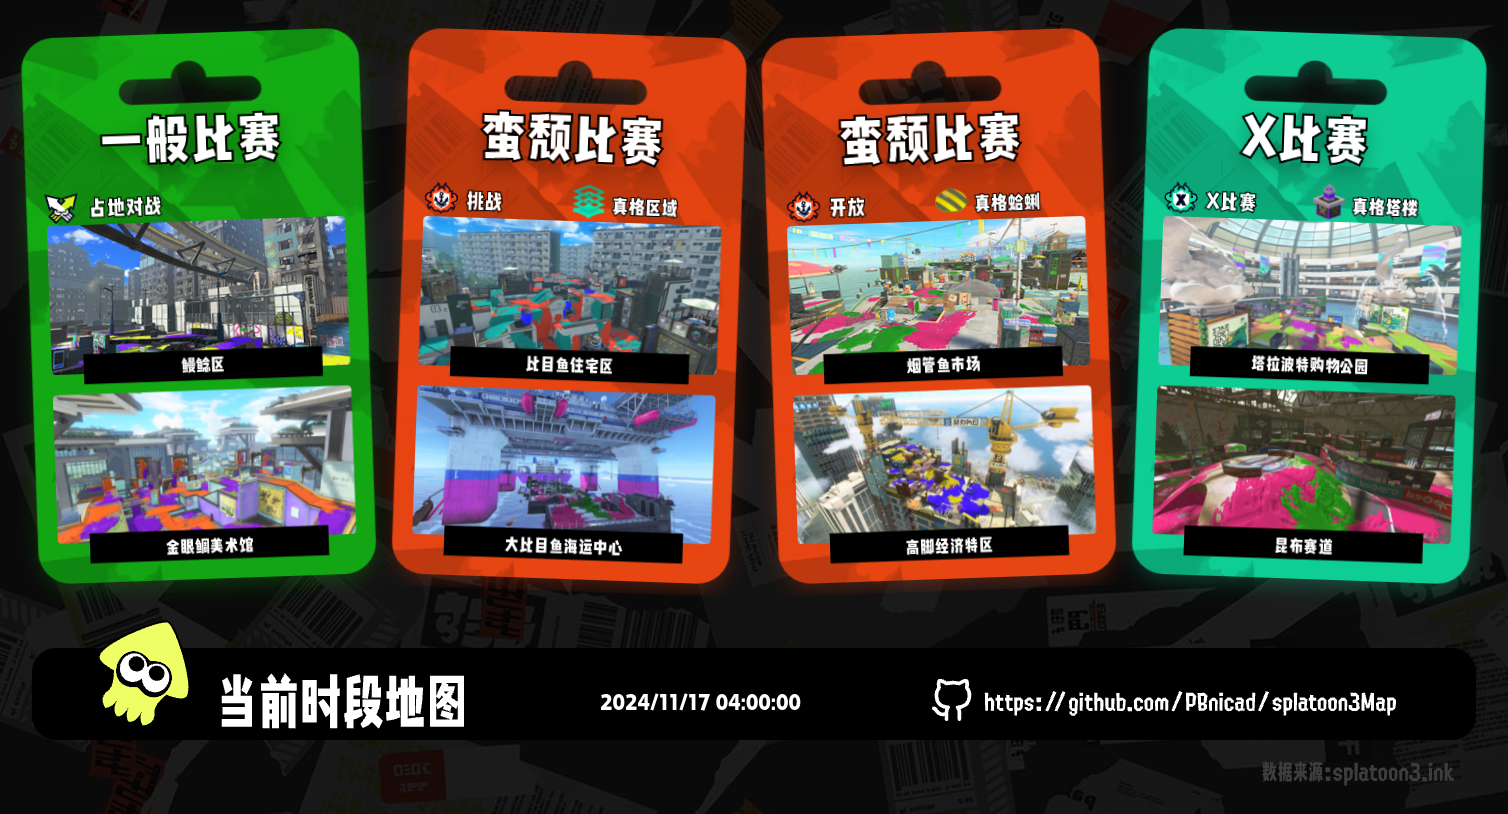 一般比赛
占地对战
鳗鲶区
金眼鲷美术馆
蛮颓比赛
挑战
真格区域
比目鱼住宅区
大比目鱼海运中心
蛮颓比赛
开放
真格蛤蜊
烟管鱼市场
高脚经济特区
X比赛
X比赛
真格塔楼
塔拉波特购物公园
昆布赛道
当前时段地图
2024/11/17 04:00:00
https://github.com/PBnicad/splatoon3Map
数据来源:splatoon3.ink